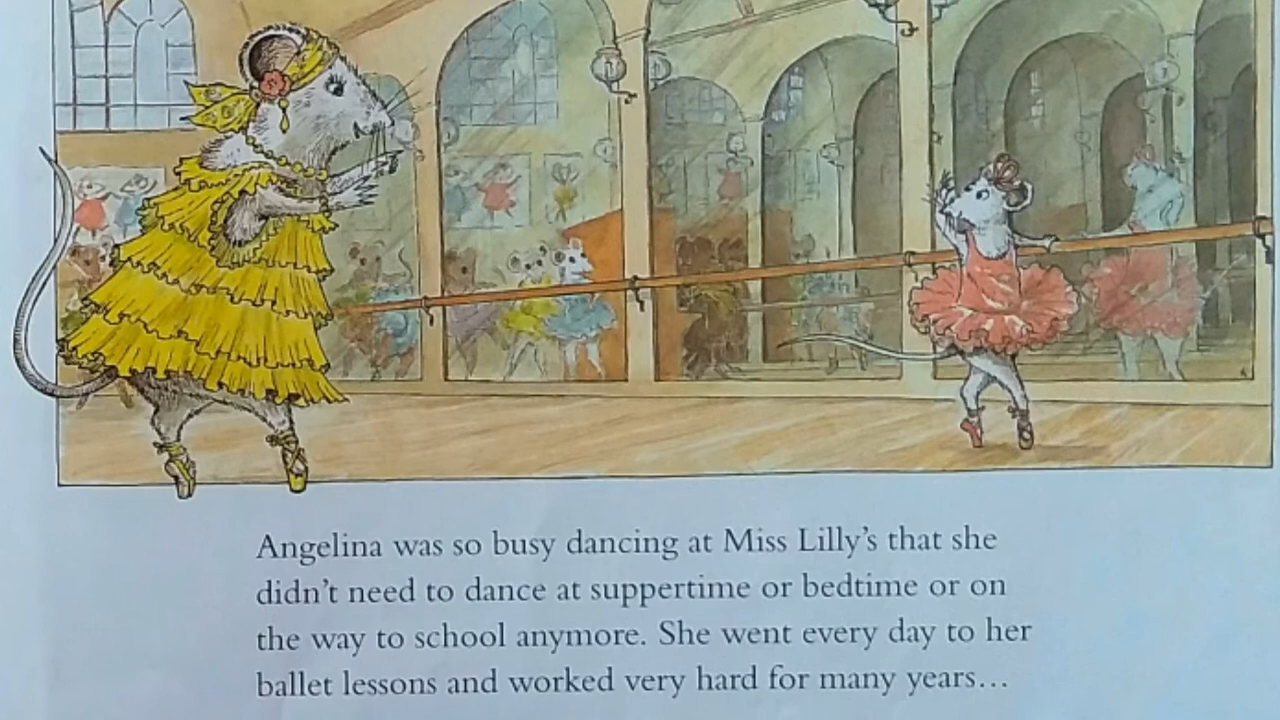 Angelina was so busy dancing at Miss Lilly's that she
didn't need to dance at suppertime or bedtime or on
the way to school anymore. She went every day to her
ballet lessons and worked very hard for many years...